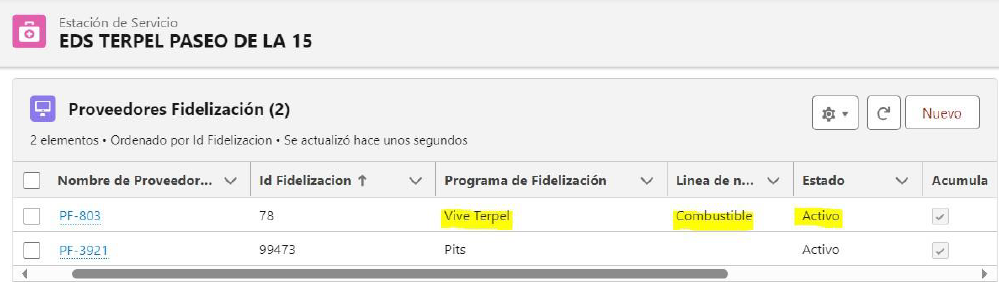 Estación de Servicio
EDS TERPEL PASEO DE LA 15
Proveedores Fidelización (2)
Nuevo
2 elementos • Ordenado por Id Fidelizacion • Se actualizó hace unos segundos
Nombre de Proveedor... Id Fidelizacion ↑ Programa de Fidelización Linea de n... Estado Acumula
PF-803 78 Vive Terpel Combustible Activo
PF-3921 99473 Pits Activo